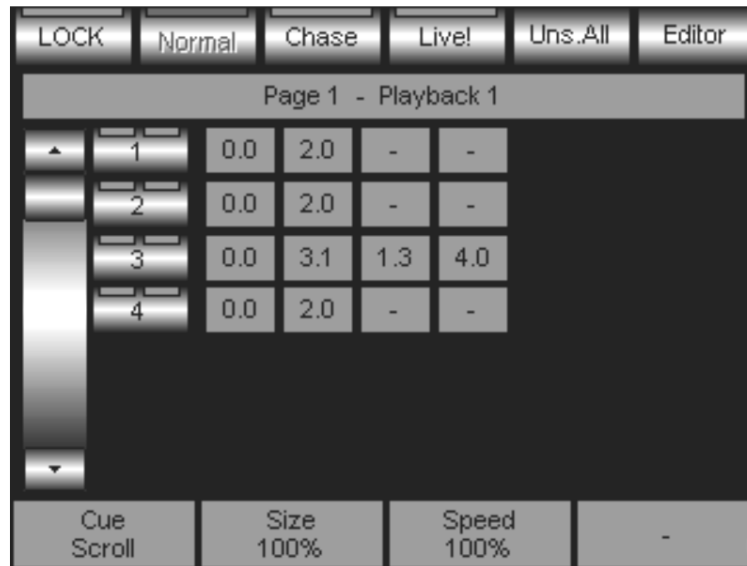 LOCK Normal Chase Live! Uns.All Editor
Page 1 - Playback 1
1 0.0 2.0 - -
2 0.0 2.0 - -
3 0.0 3.1 1.3 4.0
4 0.0 2.0 - -
Cue Size Speed -
Scroll 100% 100%